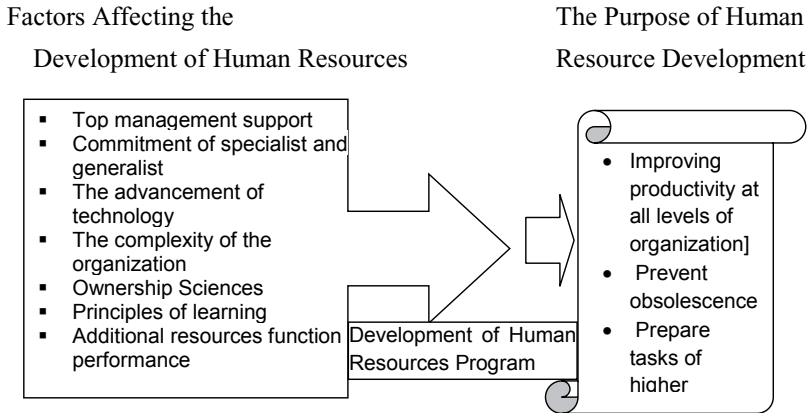 Factors Affecting the
Development of Human Resources
The Purpose of Human
Resource Development
Top management support
Commitment of specialist and
generalist
The advancement of
technology
The complexity of the
organization
Ownership Sciences
Principles of learning
Additional resources function
performance
Development of Human
Resources Program
Improving
productivity at
all levels of
organization]
Prevent
obsolescence
Prepare
tasks of
higher